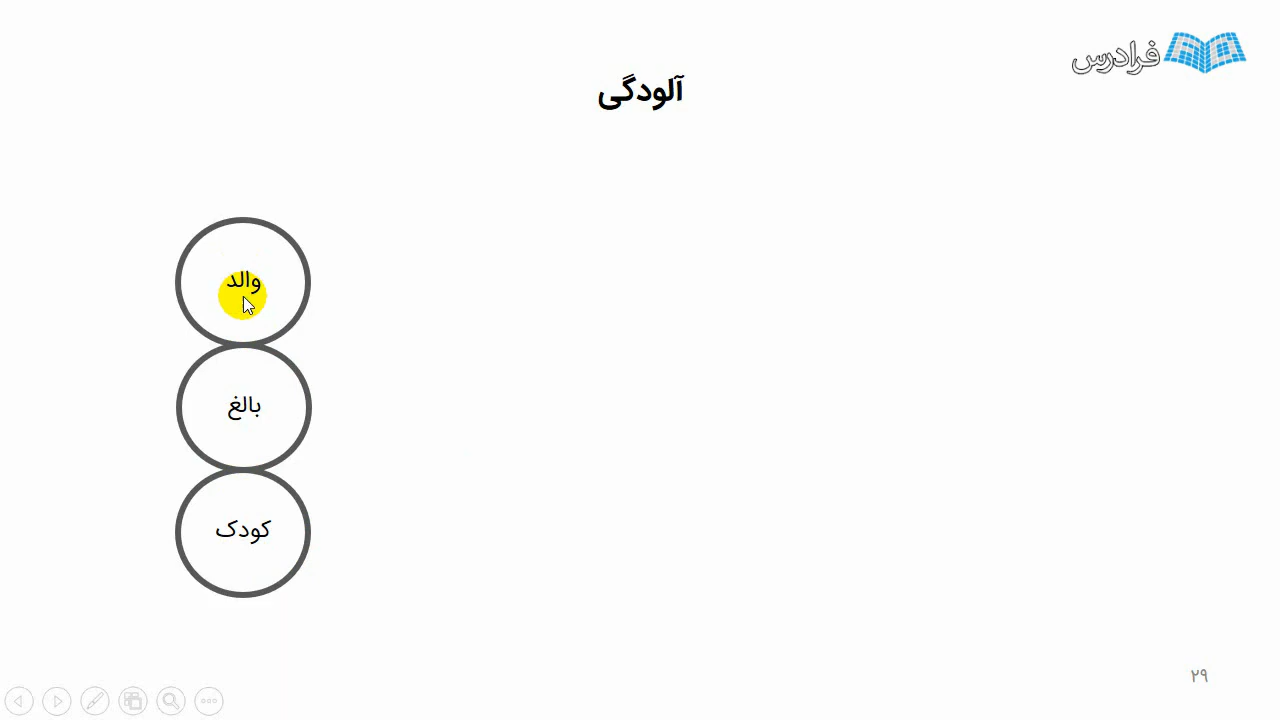 فرادرس
آلودگی
والد
بالغ
کودک
۲۹